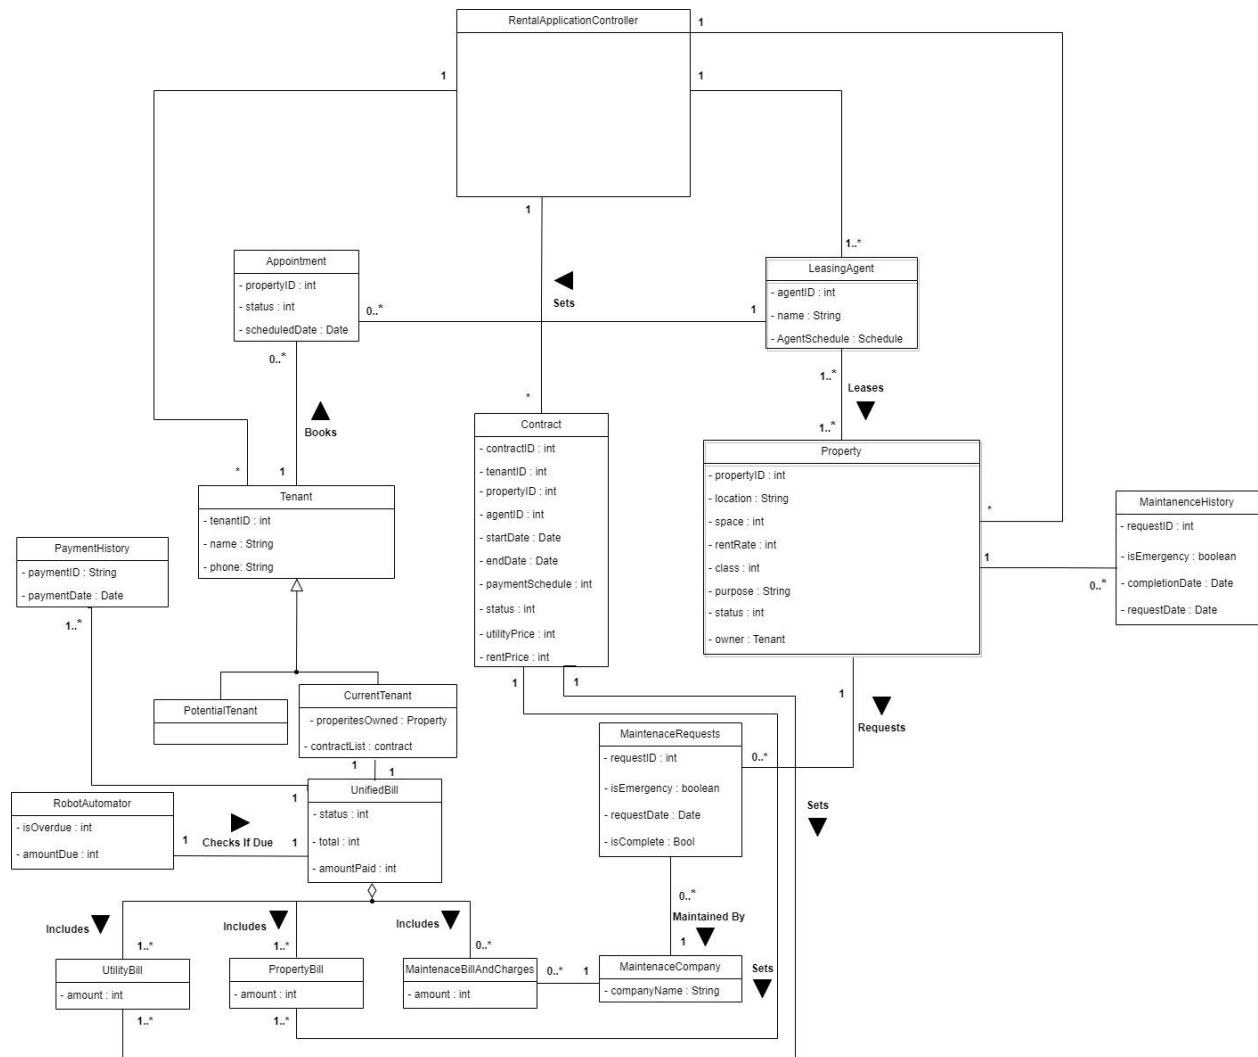 RentalApplicationController
1
1
1
1
1..*
Appointment
- propertyID : int
- status : int
- scheduledDate : Date
0..*
0..*
Sets
1
LeasingAgent
- agentID : int
- name : String
- AgentSchedule : Schedule
1..*
Leases
1..*
Books
*
1
*
Contract
- contractID : int
- tenantID : int
- propertyID : int
- agentID : int
- startDate : Date
- endDate : Date
- paymentSchedule : int
- status : int
- utilityPrice : int
- rentPrice : int
1
1
Property
- propertyID : int
- location : String
- space : int
- rentRate : int
- class : int
- purpose : String
- status : int
- owner : Tenant
*
1
0..*
1
Requests
MaintanenceHistory
- requestID : int
- isEmergency : boolean
- completionDate : Date
- requestDate : Date
Tenant
- tenantID : int
- name : String
- phone: String
PaymentHistory
- paymentID : String
- paymentDate : Date
1..*
PotentialTenant
CurrentTenant
- properitesOwned : Property
- contractList : contract
1
1
MaintenaceRequests
- requestID : int
- isEmergency : boolean
- requestDate : Date
- isComplete : Bool
0..*
Sets
RobotAutomator
- isOverdue : int
- amountDue : int
1
Checks If Due
1
1
UnifiedBill
- status : int
- total : int
- amountPaid : int
0..*
Maintained By
1
Includes
Includes
Includes
1..*
1..*
0..*
UtilityBill
- amount : int
1..*
PropertyBill
- amount : int
1..*
MaintenaceBillAndCharges
- amount : int
0..*
1
MaintenaceCompany
- companyName : String
Sets